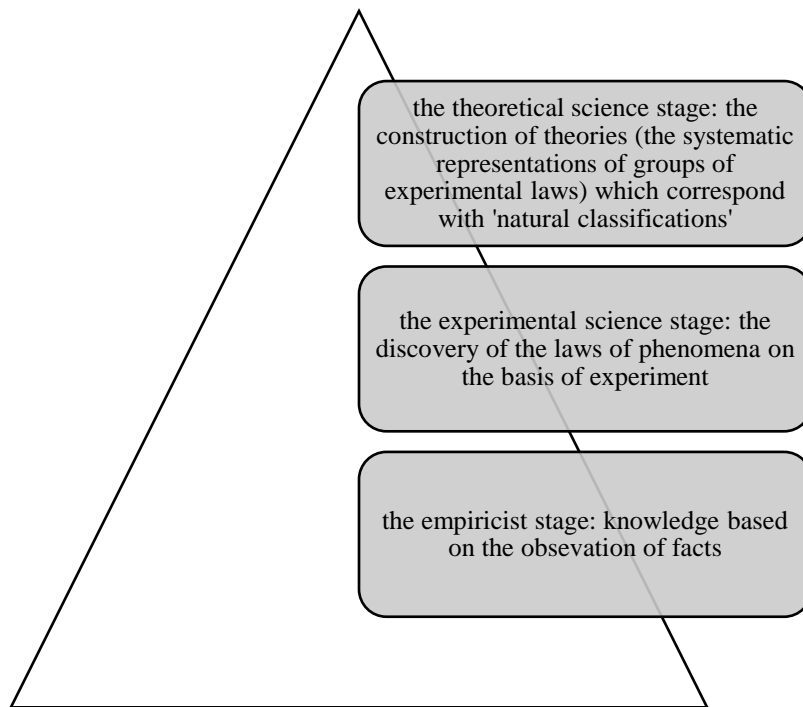 the theoretical science stage: the
construction of theories (the systematic
representations of groups of
experimental laws) which correspond
with 'natural classifications'
the experimental science stage: the
discovery of the laws of phenomena on
the basis of experiment
the empiricist stage: knowledge based
on the obsevation of facts